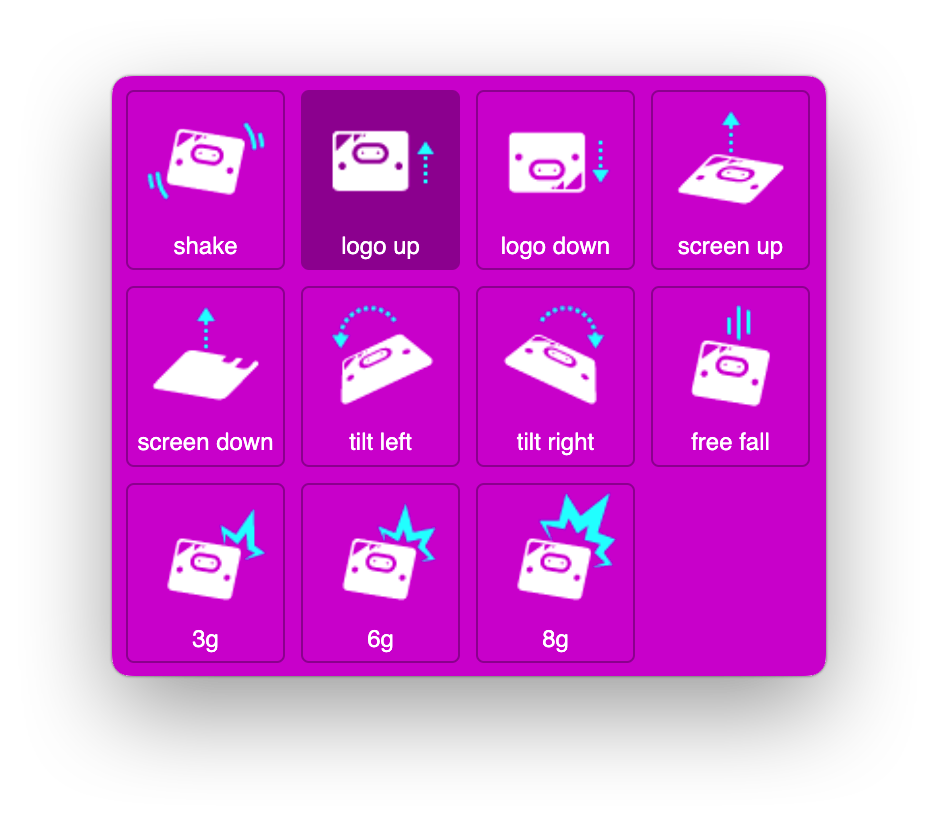 shake
logo up
logo down
screen up
screen down
tilt left
tilt right
free fall
3g
6g
8g